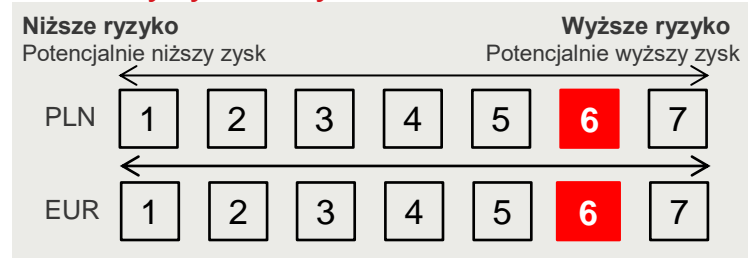 Niższe ryzyko Wyższe ryzyko
Potencjalnie niższy zysk Potencjalnie wyższy zysk
PLN 1 2 3 4 5 6 7
EUR 1 2 3 4 5 6 7